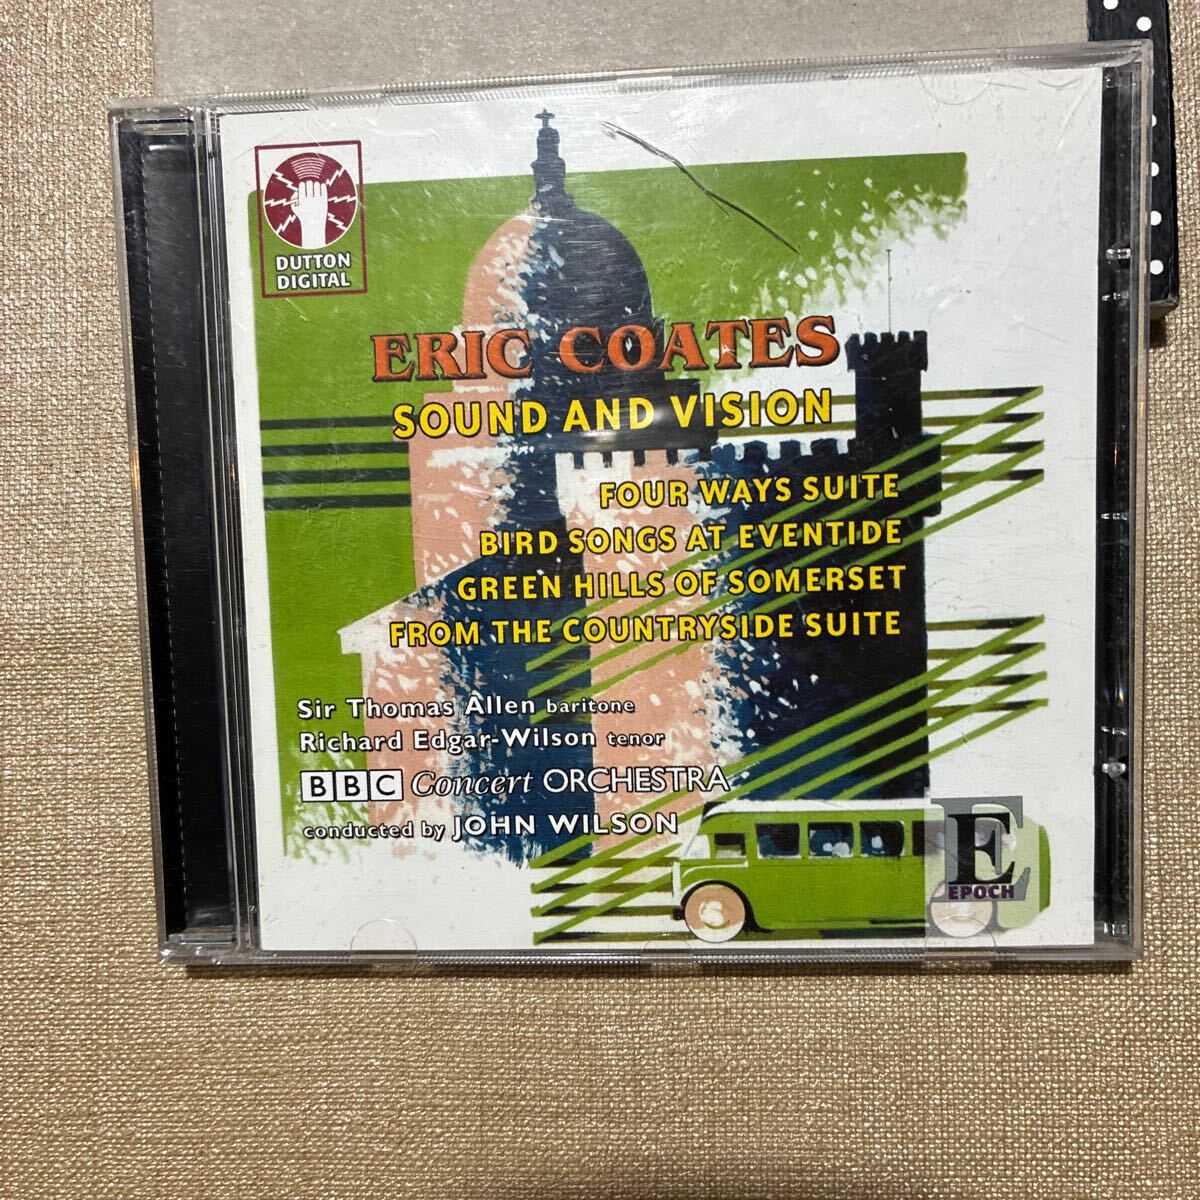 DUTTON
DIGITAL
ERIC COATES
SOUND AND VISION
FOUR WAYS SUITE
BIRD SONGS AT EVENTIDE
GREEN HILLS OF SOMERSET
FROM THE COUNTRYSIDE SUITE
Sir Thomas Allen baritone
Richard Edgar-Wilson tenor
BBC Concert ORCHESTRA
conducted by JOHN WILSON
E
EPOCH